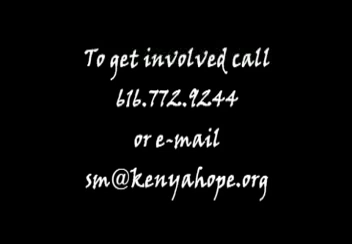 To get involved call
616.772.9244
or e-mail
sm@kenyahope.org